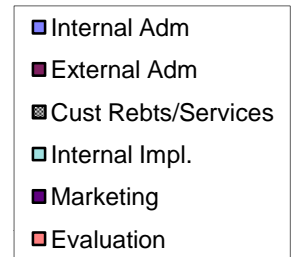 Internal Adm
External Adm
Cust Rebts/Services
Internal Impl.
Marketing
Evaluation